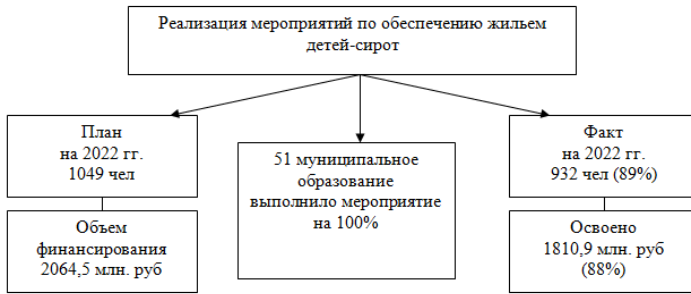 Реализация мероприятий по обеспечению жильем
детей-сирот
План
на 2022 гг.
1049 чел
51 муниципальное
образование
выполнило мероприятие
на 100%
Факт
на 2022 гг.
932 чел (89%)
Объем
финансирования
2064,5 млн. руб
Освоено
1810,9 млн. руб
(88%)